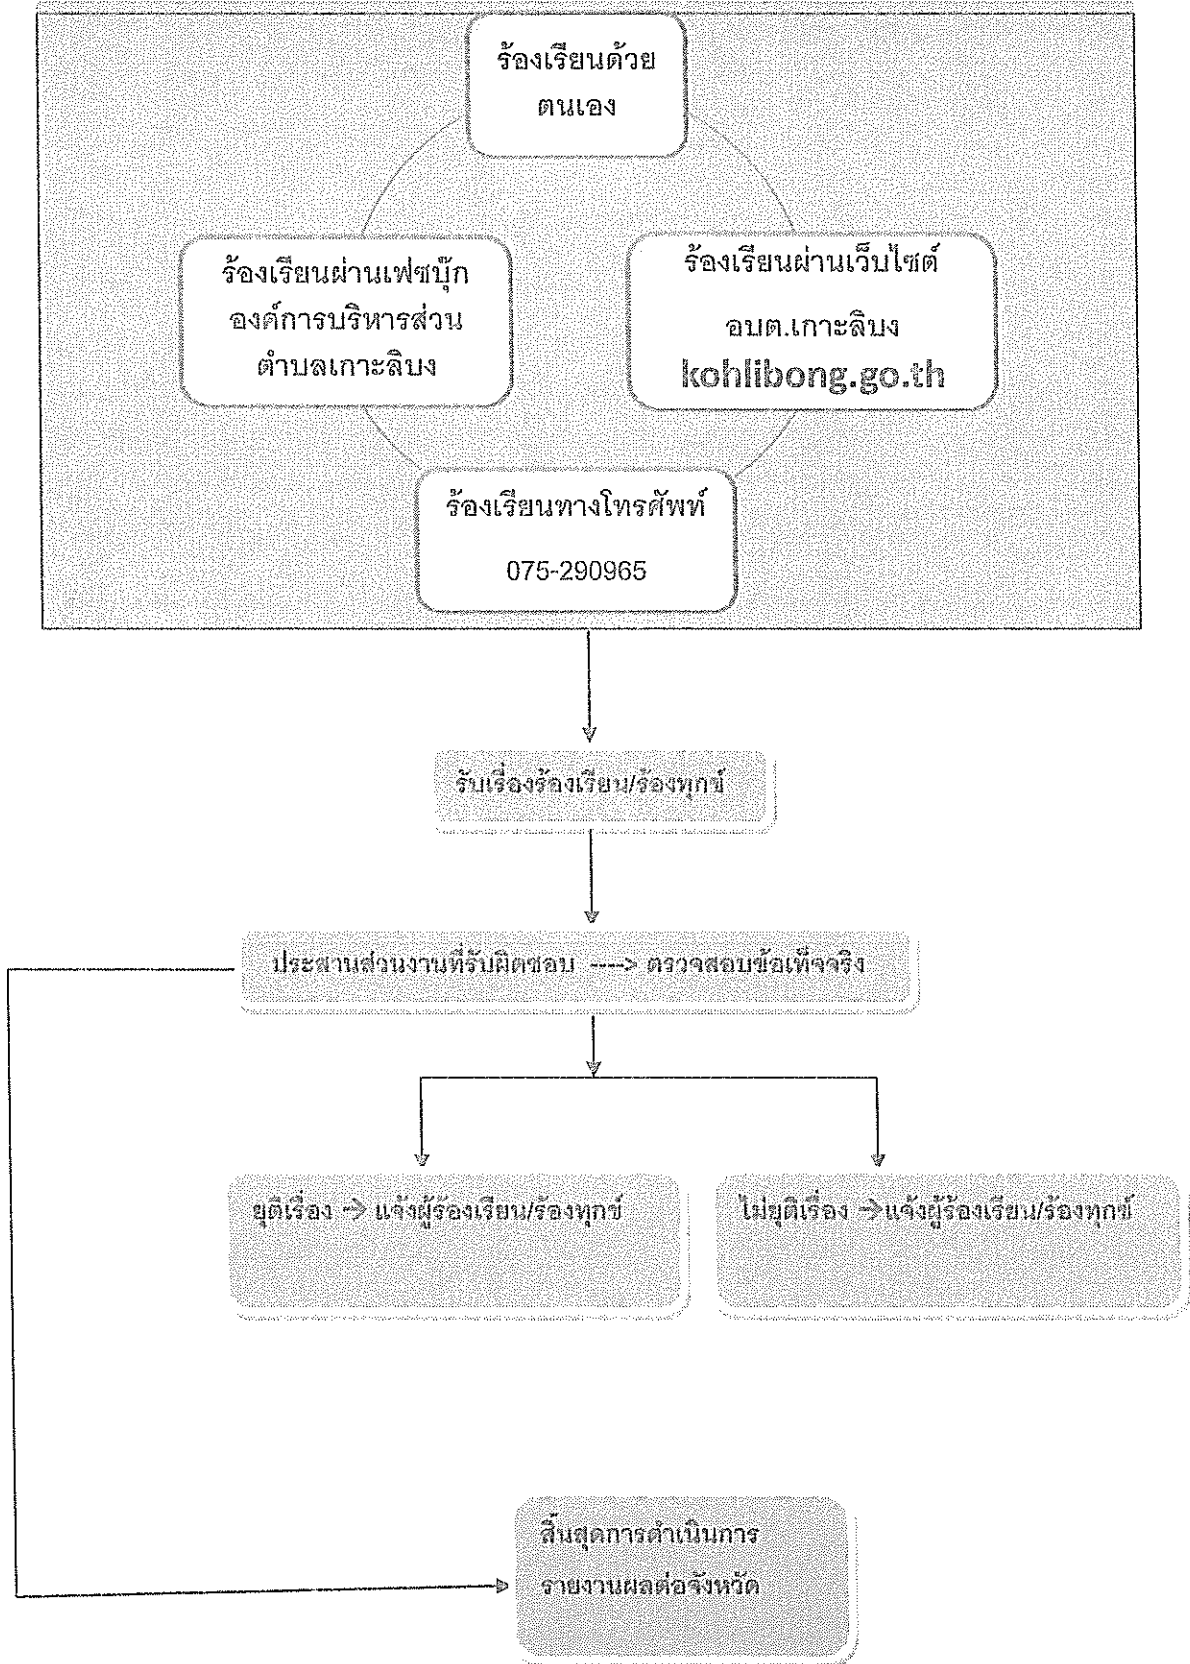 ร้องเรียนด้วย
ตนเอง
ร้องเรียนผ่านเฟซบุ๊ก
องค์การบริหารส่วน
ตำบลเกาะลิบง
ร้องเรียนผ่านเว็บไซต์
อบต.เกาะลิบง
kohlibong.go.th
ร้องเรียนทางโทรศัพท์
075-290965
รับเรื่องร้องเรียน/ร้องทุกข์
ประสานส่วนงานที่รับผิดชอบ ----> ตรวจสอบข้อเท็จจริง
ยุติเรื่อง → แจ้งผู้ร้องเรียน/ร้องทุกข์
ไม่ยุติเรื่อง →แจ้งผู้ร้องเรียน/ร้องทุกข์
สิ้นสุดการดำเนินการ
รายงานผลต่อจังหวัด